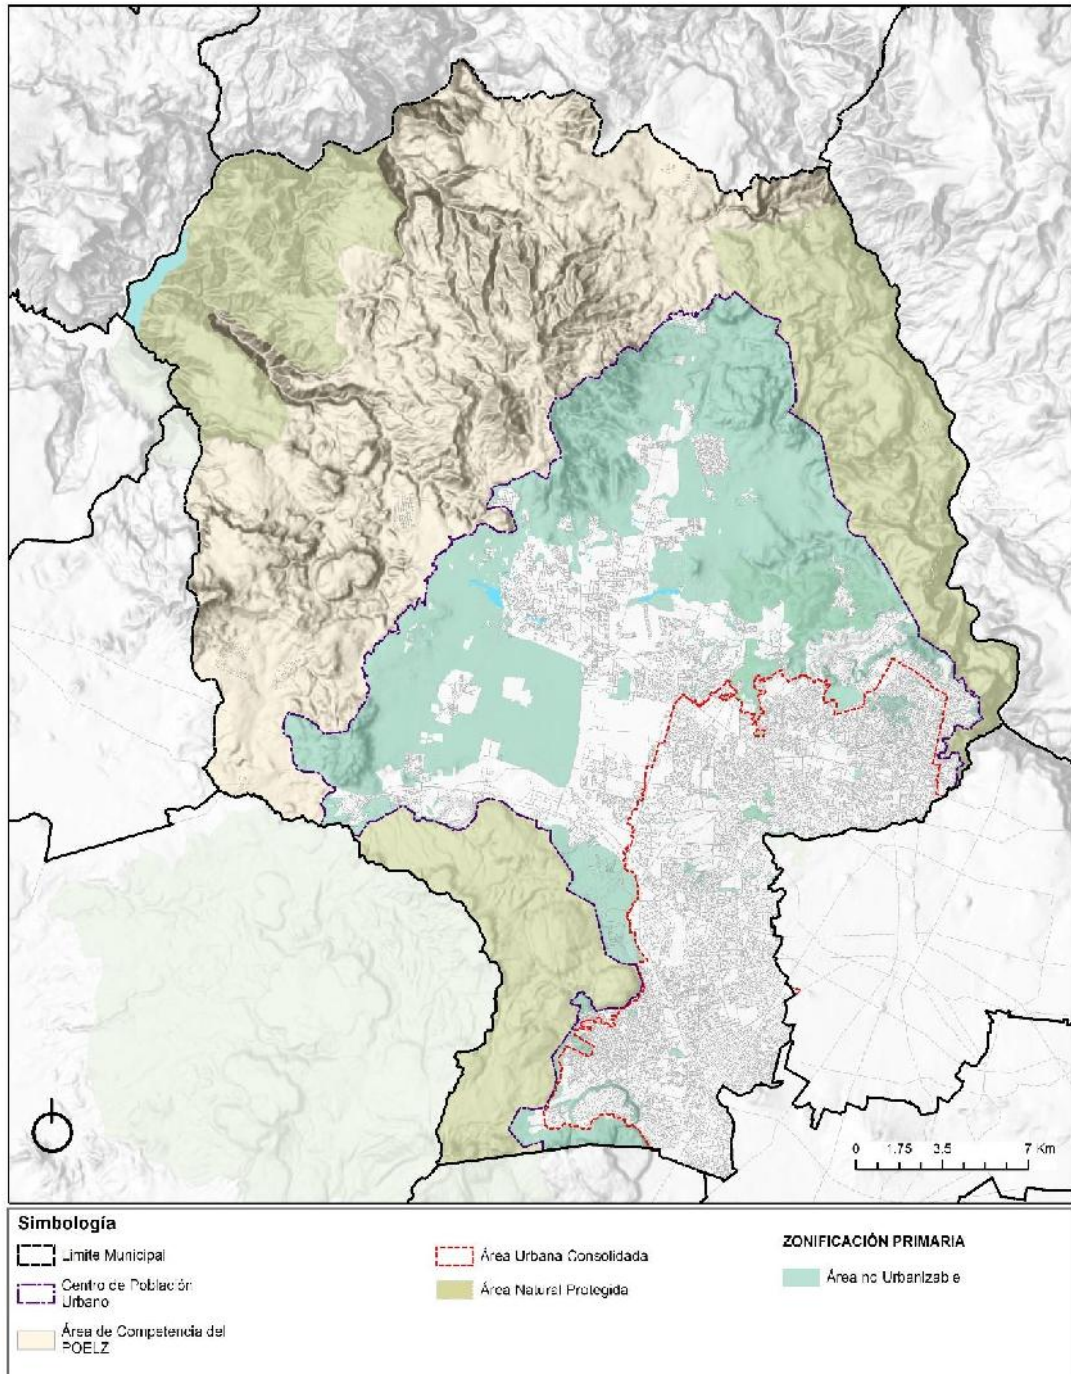 0 1.75 3.5 7 Km
Simbología
Limite Municipal
Centro de Población
Urbano
Área de Competencia del
POELZ
Área Urbana Consolidada
Área Natural Protegida
ZONIFICACIÓN PRIMARIA
Área no Urbanizable